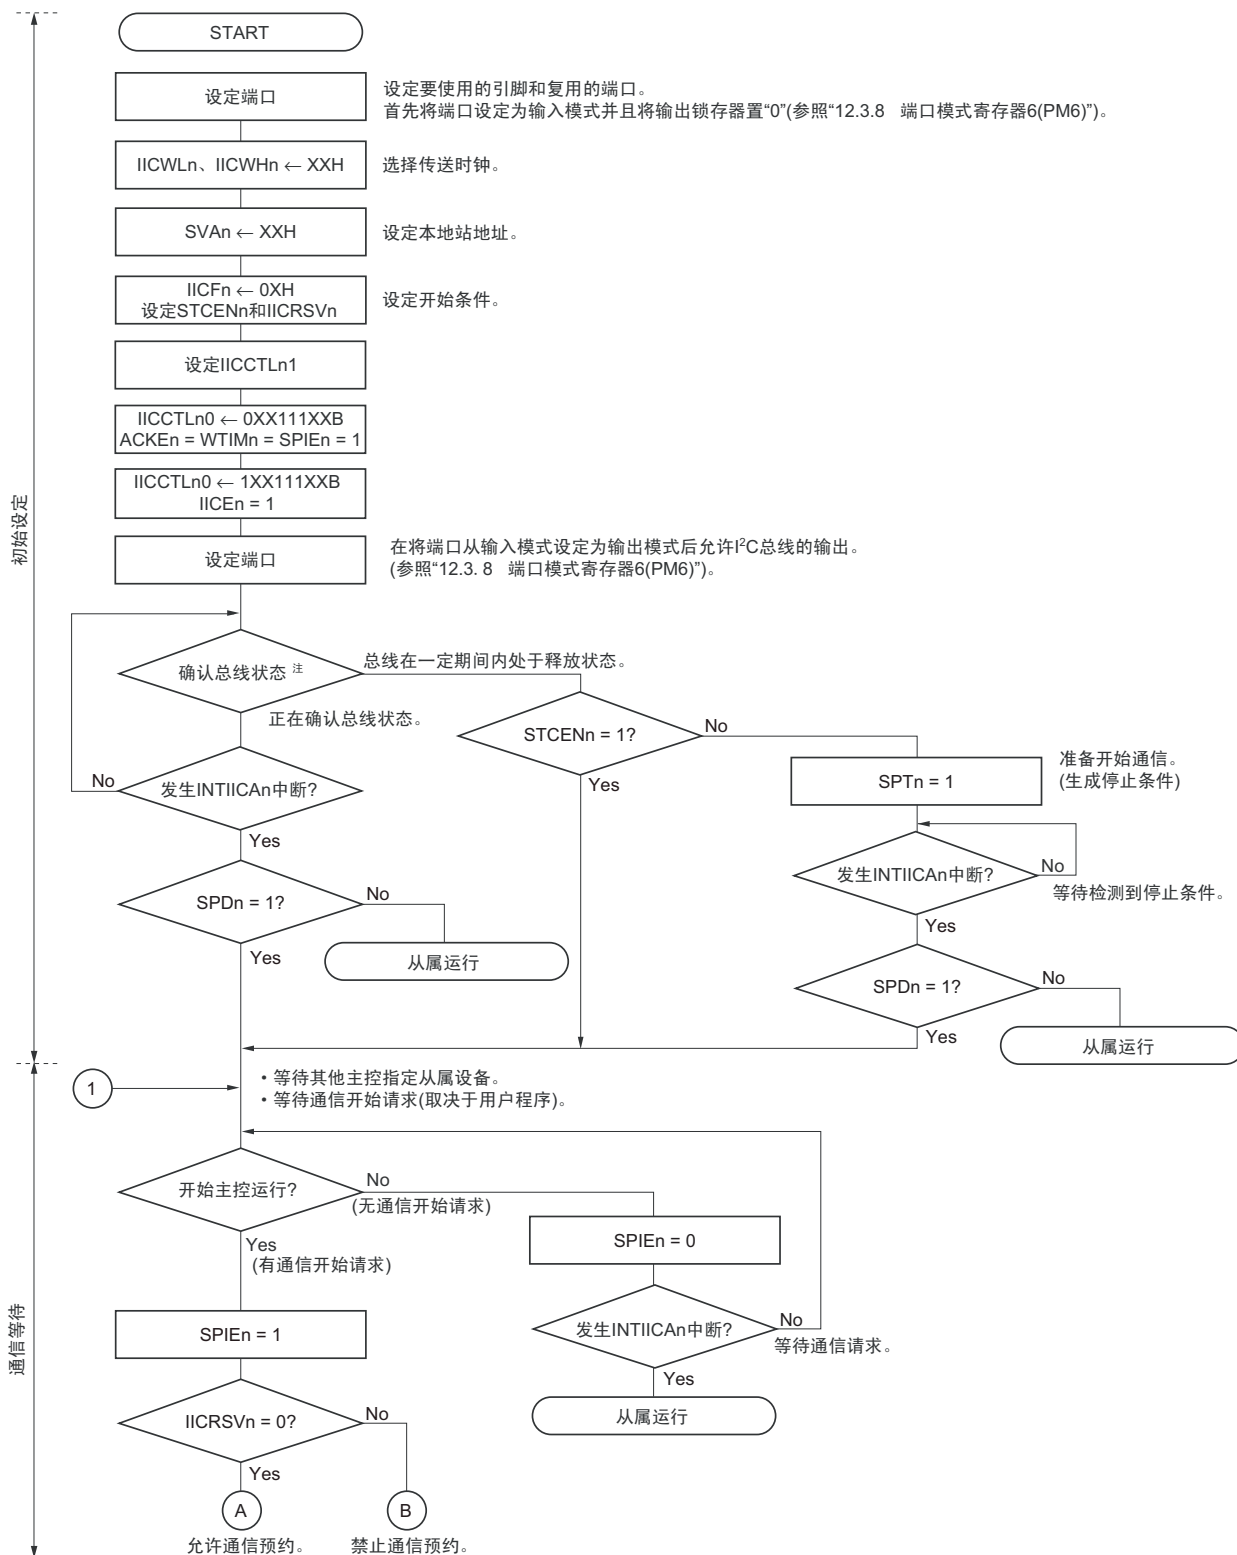 START
设定端口
设定要使用的引脚和复用的端口。
首先将端口设定为输入模式并且将输出锁存器置“0”(参照“12.3.8 端口模式寄存器6(PM6)”)。
IICWLn、IICWHn ← XXH
选择传送时钟。
SVAn ← XXH
设定本地站地址。
IICFn ← 0XH
设定STCENn和IICRSVn
设定开始条件。
设定IICCTLn1
IICCTLn0 ← 0XX111XXB
ACKEn = WTIMn = SPIEn = 1
IICCTLn0 ← 1XX111XXB
IICEn = 1
初始设定
设定端口
在将端口从输入模式设定为输出模式后允许I²C总线的输出。
(参照“12.3. 8 端口模式寄存器6(PM6)”)。
确认总线状态 注
总线在一定期间内处于释放状态。
正在确认总线状态。
STCENn = 1?
No
Yes
SPTn = 1
准备开始通信。
(生成停止条件)
No
发生INTIICAn中断?
Yes
发生INTIICAn中断?
No
等待检测到停止条件。
Yes
SPDn = 1?
No
Yes
从属运行
SPDn = 1?
No
Yes
从属运行
1
・等待其他主控指定从属设备。
・等待通信开始请求(取决于用户程序)。
开始主控运行?
No
(无通信开始请求)
Yes
(有通信开始请求)
SPIEn = 0
通信等待
SPIEn = 1
发生INTIICAn中断?
No
等待通信请求。
Yes
从属运行
IICRSVn = 0?
No
Yes
A
B
允许通信预约。
禁止通信预约。